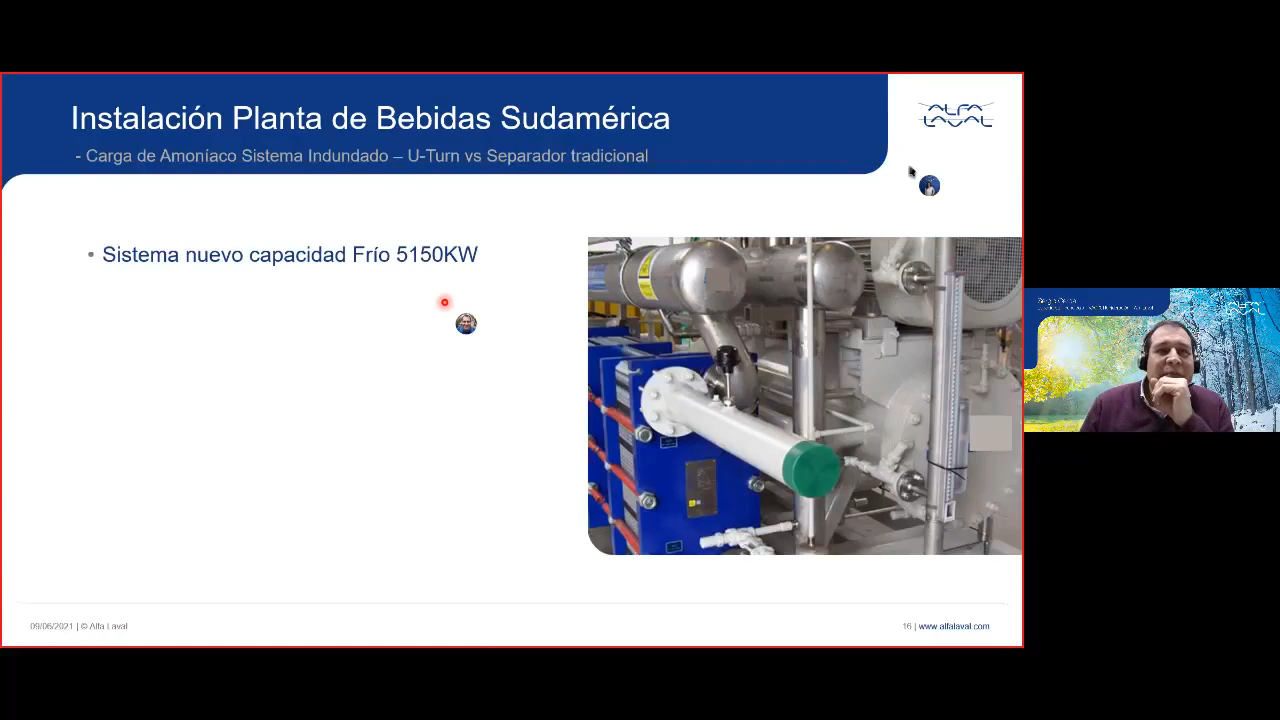 Instalación Planta de Bebidas Sudamérica
- Carga de Amoníaco Sistema Indundado – U-Turn vs Separador tradicional
ALFA
LAVAL
• Sistema nuevo capacidad Frío 5150KW
09/06/2021 | © Alfa Laval
16 | www.alfalaval.com